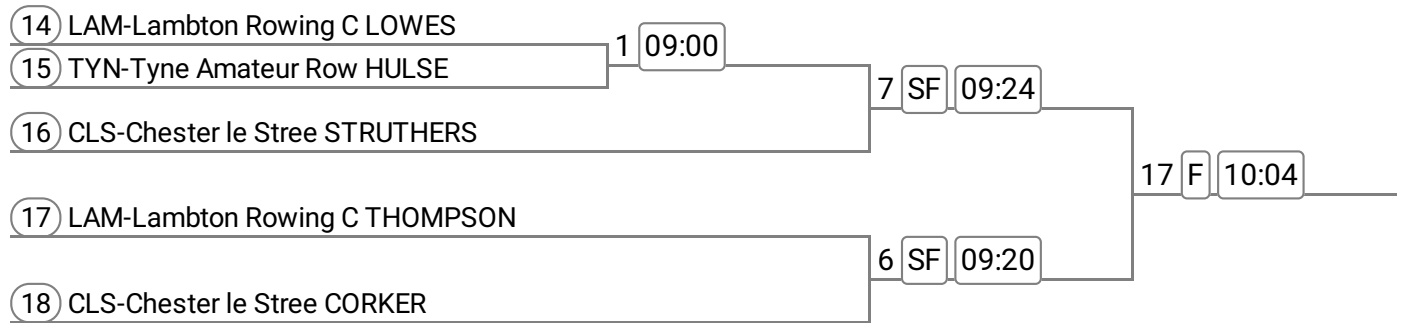 14 LAM-Lambton Rowing C LOWES
1 09:00
15 TYN-Tyne Amateur Row HULSE
7 SF 09:24
16 CLS-Chester le Stree STRUTHERS
17 F 10:04
17 LAM-Lambton Rowing C THOMPSON
6 SF 09:20
18 CLS-Chester le Stree CORKER